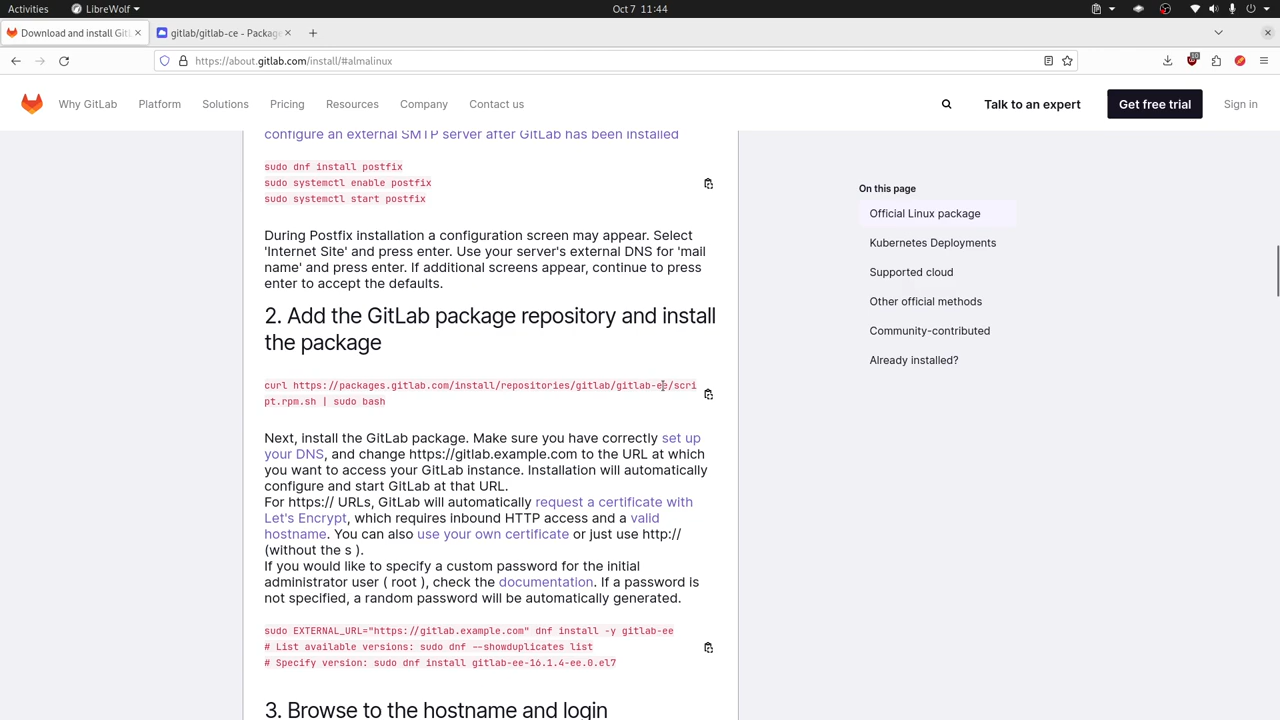 Activities
LibreWolf
Oct 7 11:44
Download and install GitL
gitlab/gitlab-ce - Package
https://about.gitlab.com/install/#almalinux
10
Why GitLab
Platform
Solutions
Pricing
Resources
Company
Contact us
Talk to an expert
Get free trial
Sign in
configure an external SMTP server after GitLab has been installed
sudo dnf install postfix
sudo systemctl enable postfix
sudo systemctl start postfix
During Postfix installation a configuration screen may appear. Select
'Internet Site' and press enter. Use your server's external DNS for 'mail
name' and press enter. If additional screens appear, continue to press
enter to accept the defaults.
2. Add the GitLab package repository and install
the package
curl https://packages.gitlab.com/install/repositories/gitlab/gitlab-ee/scri
pt.rpm.sh | sudo bash
Next, install the GitLab package. Make sure you have correctly set up
your DNS, and change https://gitlab.example.com to the URL at which
you want to access your GitLab instance. Installation will automatically
configure and start GitLab at that URL.
For https:// URLs, GitLab will automatically request a certificate with
Let's Encrypt, which requires inbound HTTP access and a valid
hostname. You can also use your own certificate or just use http://
(without the s ).
If you would like to specify a custom password for the initial
administrator user ( root ), check the documentation. If a password is
not specified, a random password will be automatically generated.
sudo EXTERNAL_URL="https://gitlab.example.com" dnf install -y gitlab-ee
# List available versions: sudo dnf --showduplicates list
# Specify version: sudo dnf install gitlab-ee-16.1.4-ee.0.el7
3. Browse to the hostname and login
On this page
Official Linux package
Kubernetes Deployments
Supported cloud
Other official methods
Community-contributed
Already installed?